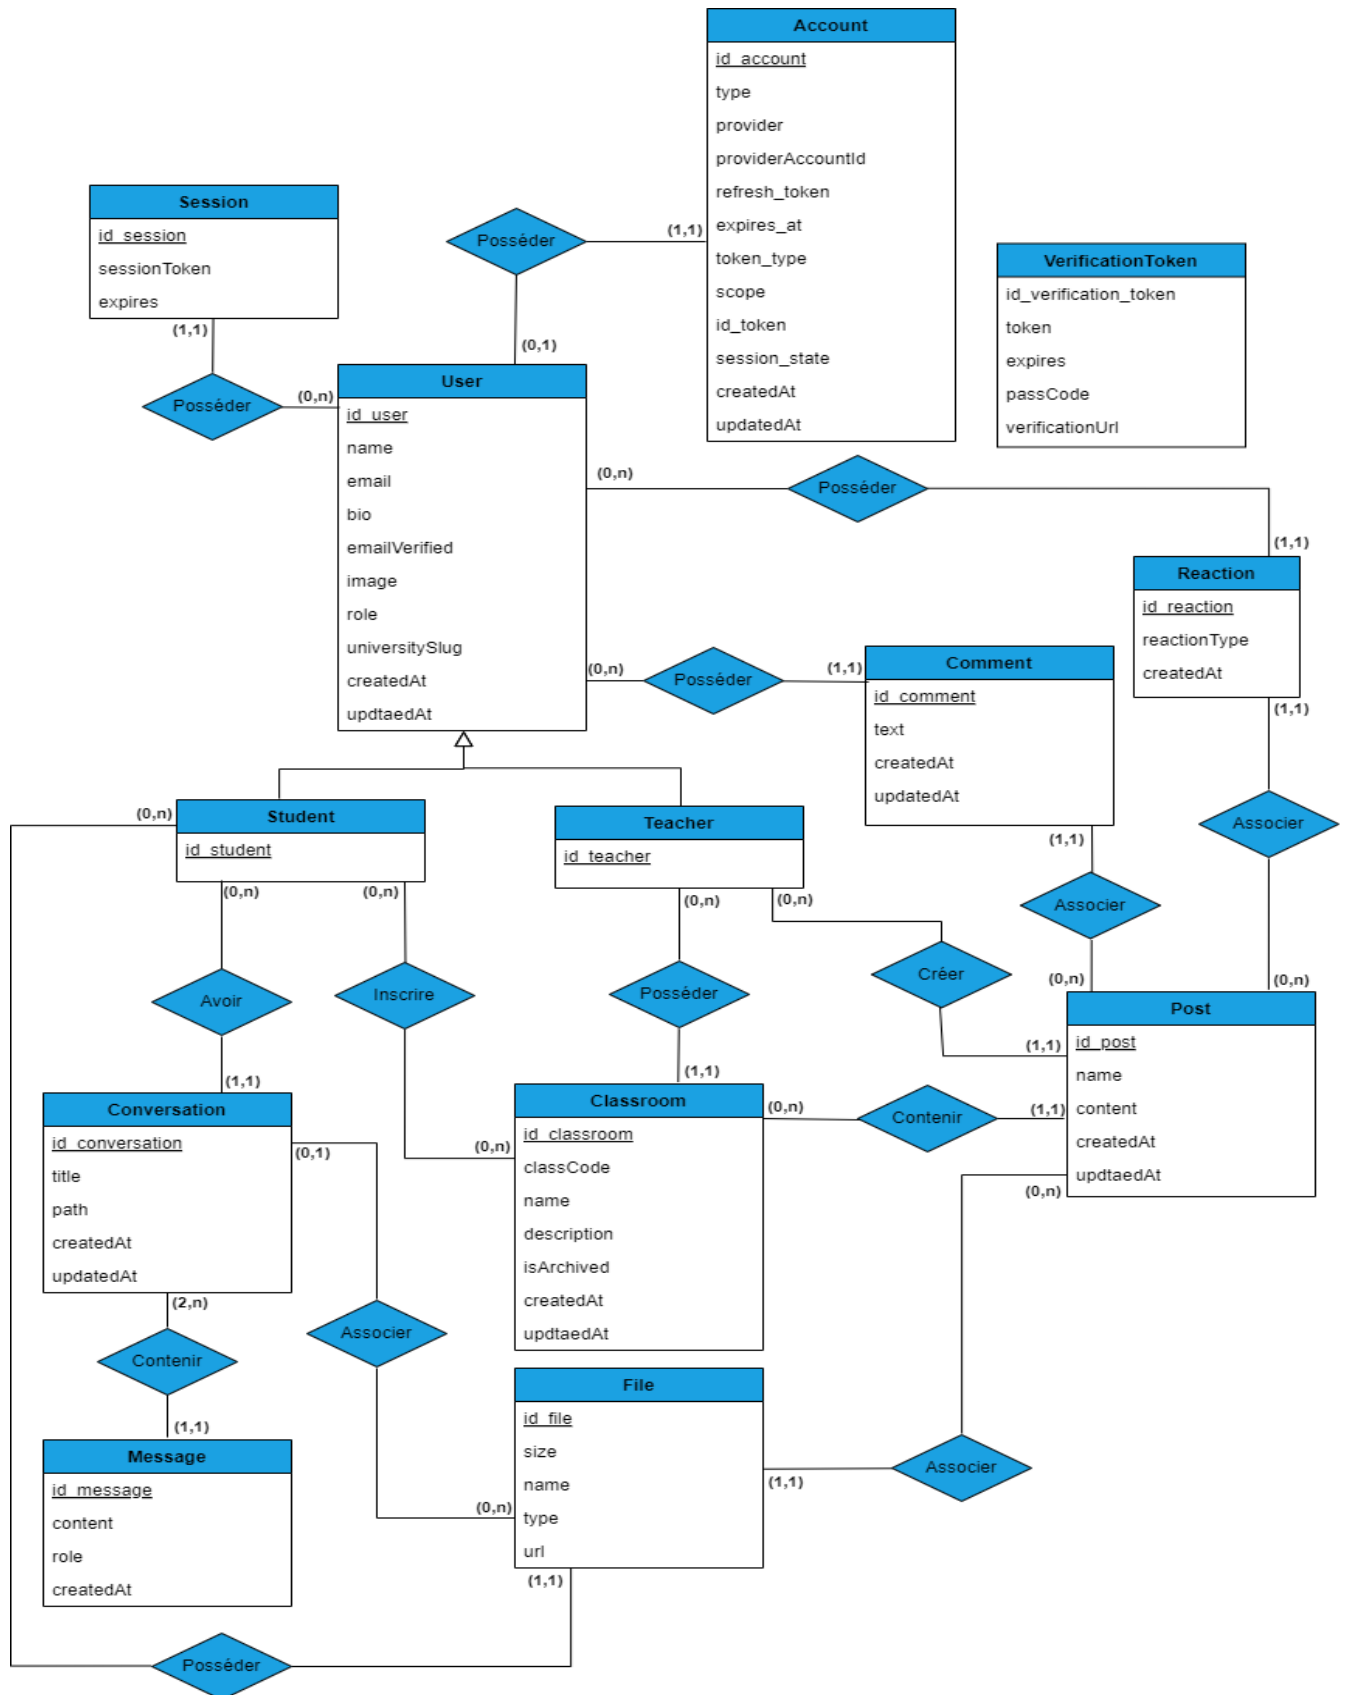 Account
id_account
type
provider
providerAccountId
refresh_token
expires_at
token_type
scope
id_token
session_state
createdAt
updatedAt
Session
id_session
sessionToken
expires
(1,1)
Posséder
(0,n)
Posséder
(1,1)
(0,1)
VerificationToken
id_verification_token
token
expires
passCode
verificationUrl
User
id_user
name
email
bio
emailVerified
image
role
universitySlug
createdAt
updtaedAt
(0,n)
Posséder
(1,1)
Reaction
id_reaction
reactionType
createdAt
(1,1)
(0,n)
Posséder
(1,1)
Comment
id_comment
text
createdAt
updatedAt
(1,1)
Associer
(0,n)
Associer
(0,n)
(0,n)
Student
id_student
(0,n)
(0,n)
Teacher
id_teacher
(0,n)
(0,n)
Avoir
Inscrire
Posséder
Créer
(1,1)
(1,1)
(1,1)
Post
id_post
name
content
createdAt
updtaedAt
(0,n)
Conversation
id_conversation
title
path
createdAt
updatedAt
(0,1)
(2,n)
(0,n)
Classroom
id_classroom
classCode
name
description
isArchived
createdAt
updtaedAt
(0,n)
Contenir
(1,1)
Contenir
(1,1)
Associer
(0,n)
Message
id_message
content
role
createdAt
File
id_file
size
name
type
url
(1,1)
Associer
(1,1)
Posséder